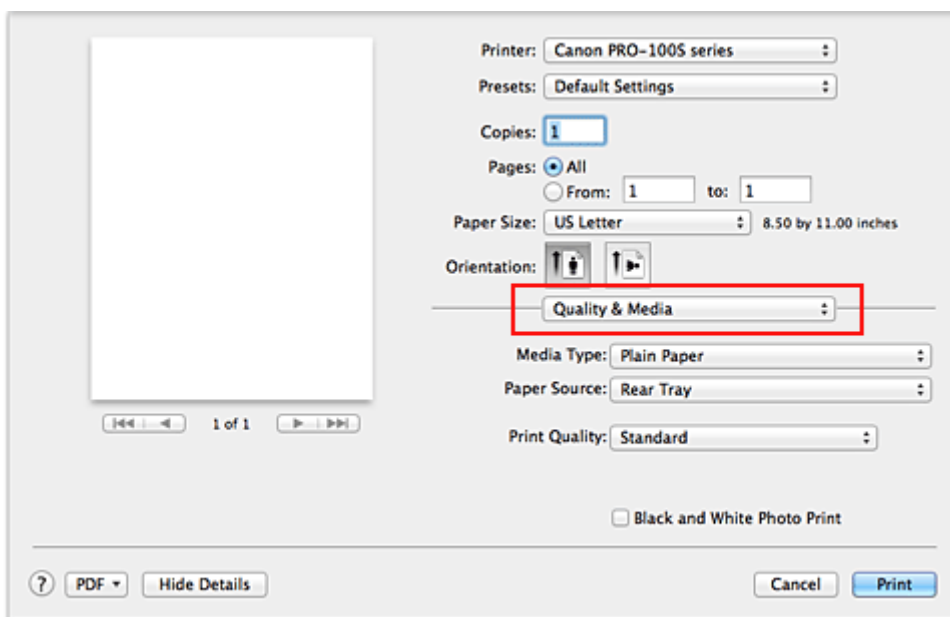 Printer: Canon PRO-100S series
Presets: Default Settings
Copies: 1
Pages: All
From: 1 to: 1
Paper Size: US Letter 8.50 by 11.00 inches
Orientation:
Quality & Media
Media Type: Plain Paper
Paper Source: Rear Tray
1 of 1
Print Quality: Standard
Black and White Photo Print
? PDF Hide Details Cancel Print